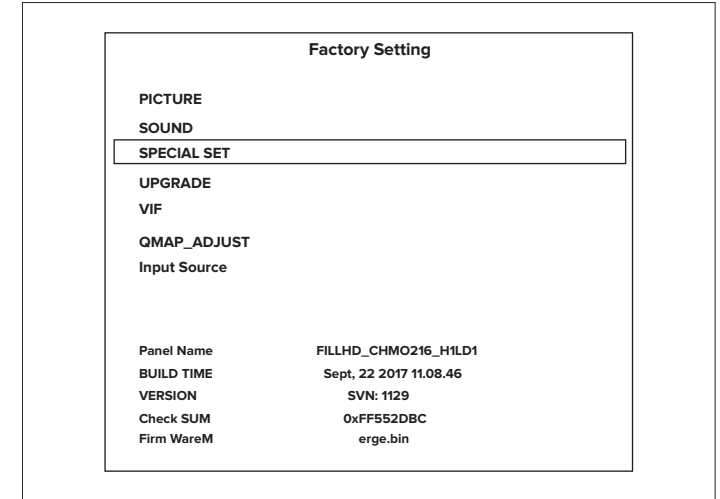 Factory Setting
PICTURE
SOUND
SPECIAL SET
UPGRADE
VIF
QMAP_ADJUST
Input Source
Panel Name FILLHD_CHMO216_H1LD1
BUILD TIME Sept, 22 2017 11.08.46
VERSION SVN: 1129
Check SUM 0xFF552DBC
Firm WareM erge.bin